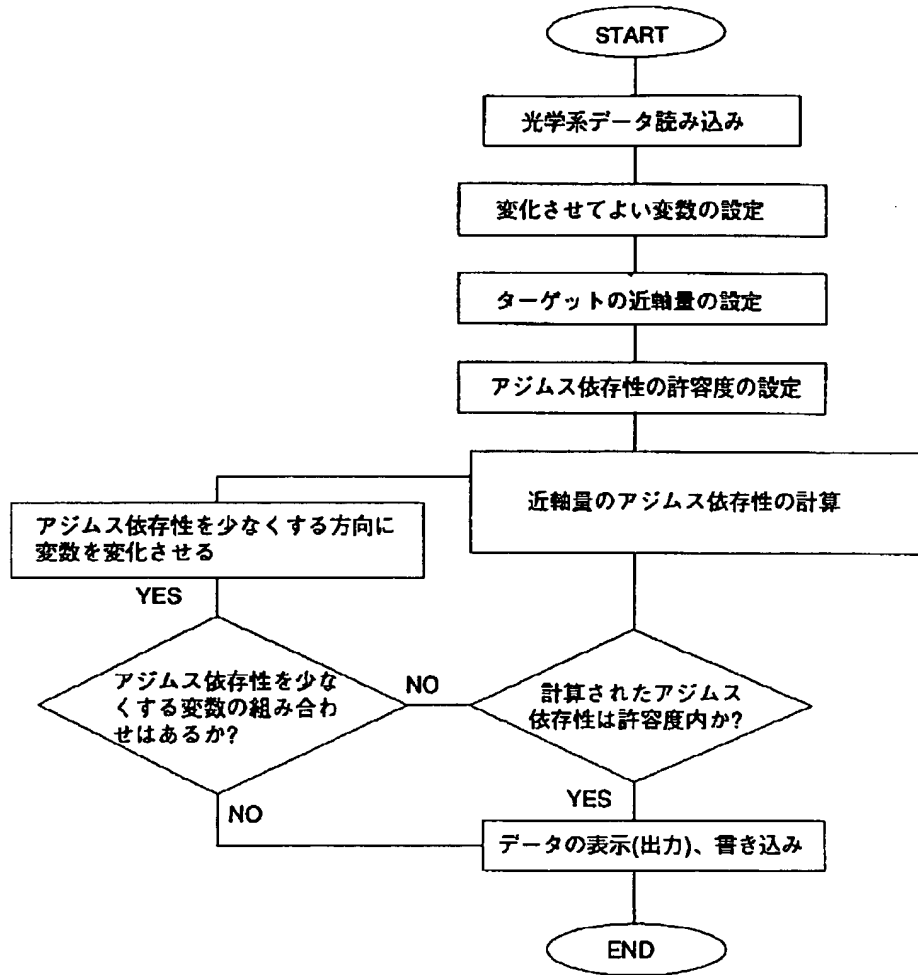 START
光学系データ読み込み
変化させてよい変数の設定
ターゲットの近軸量の設定
アジムス依存性の許容度の設定
近軸量のアジムス依存性の計算
アジムス依存性を少なくする方向に
変数を変化させる
YES
アジムス依存性を少な
くする変数の組み合わ
せはあるか?
NO
計算されたアジムス
依存性は許容度内か?
YES
NO
データの表示(出力)、書き込み
END